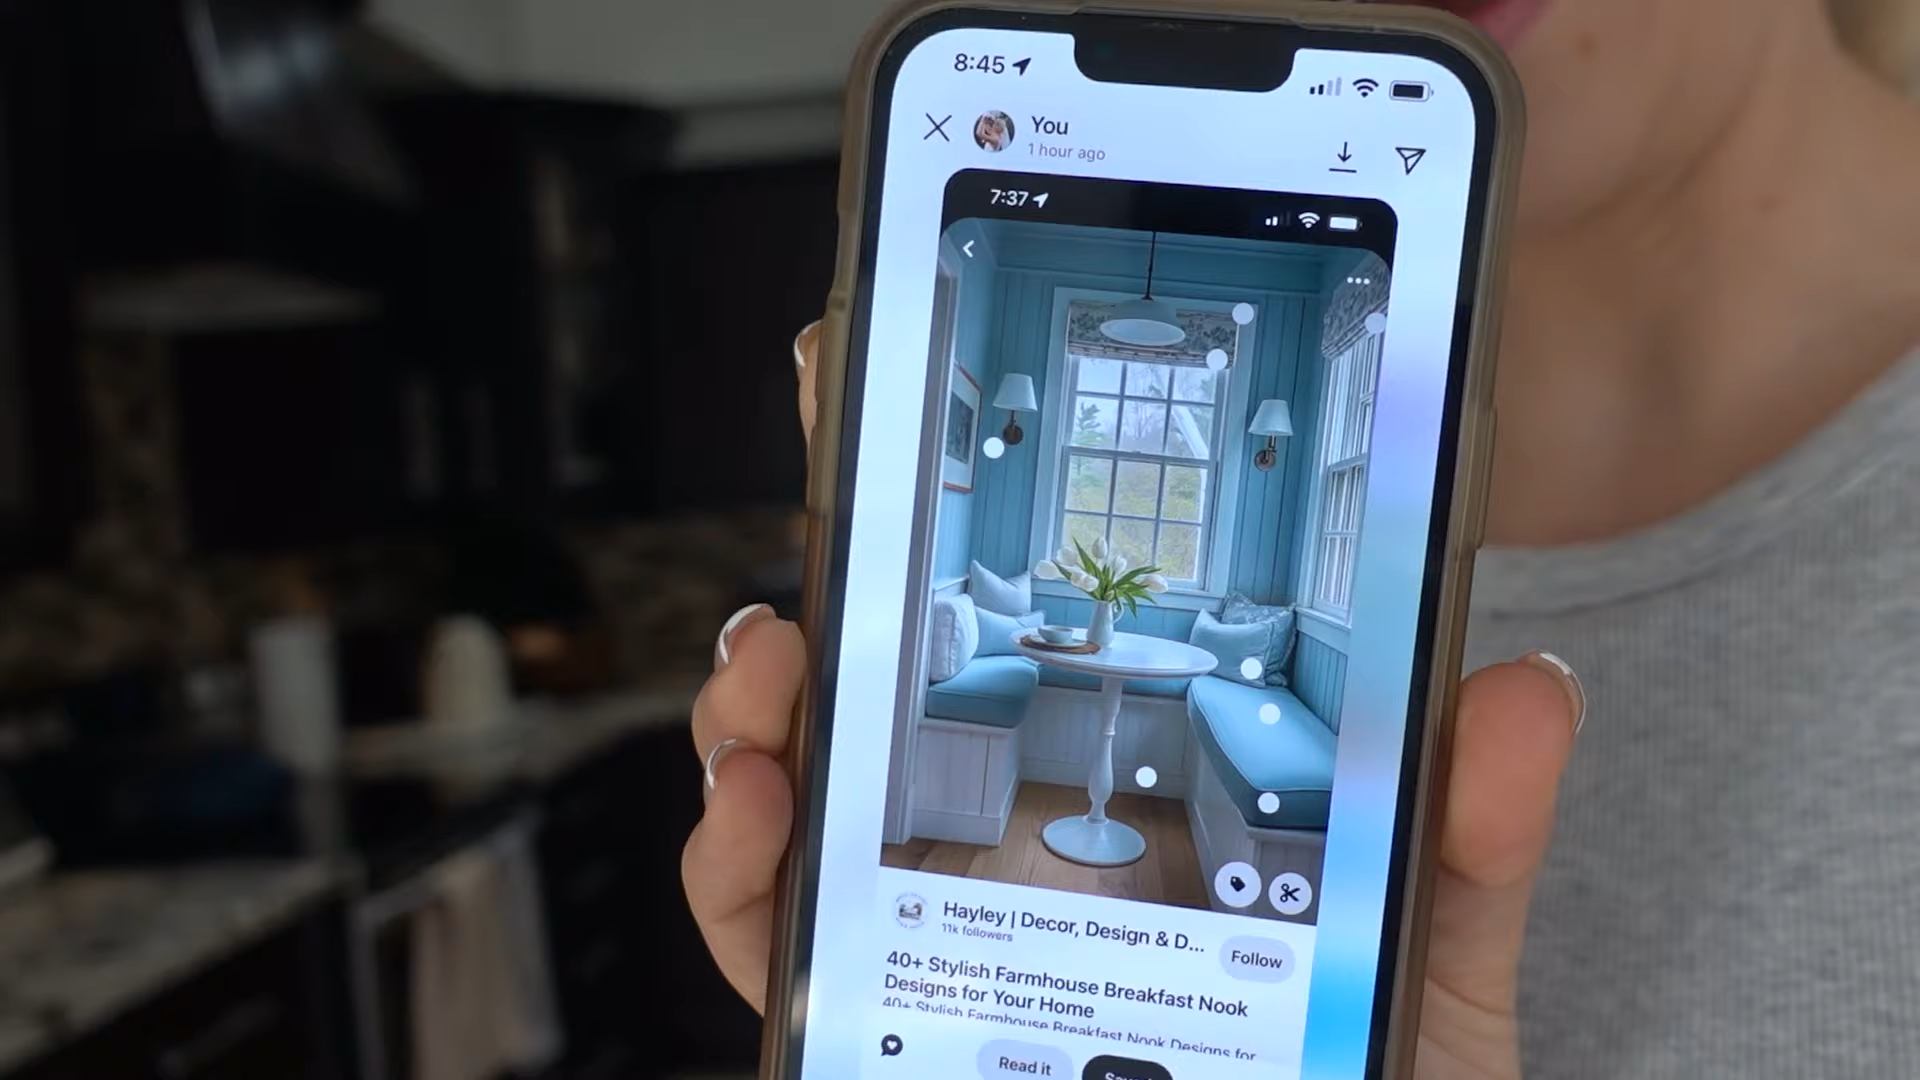 8:45
You
1 hour ago
7:37
Hayley | Decor, Design & D...
11k followers
Follow
40+ Stylish Farmhouse Breakfast Nook
Designs for Your Home
40+ Stylish Farmhouse Breakfast Nook Designs for
Read it